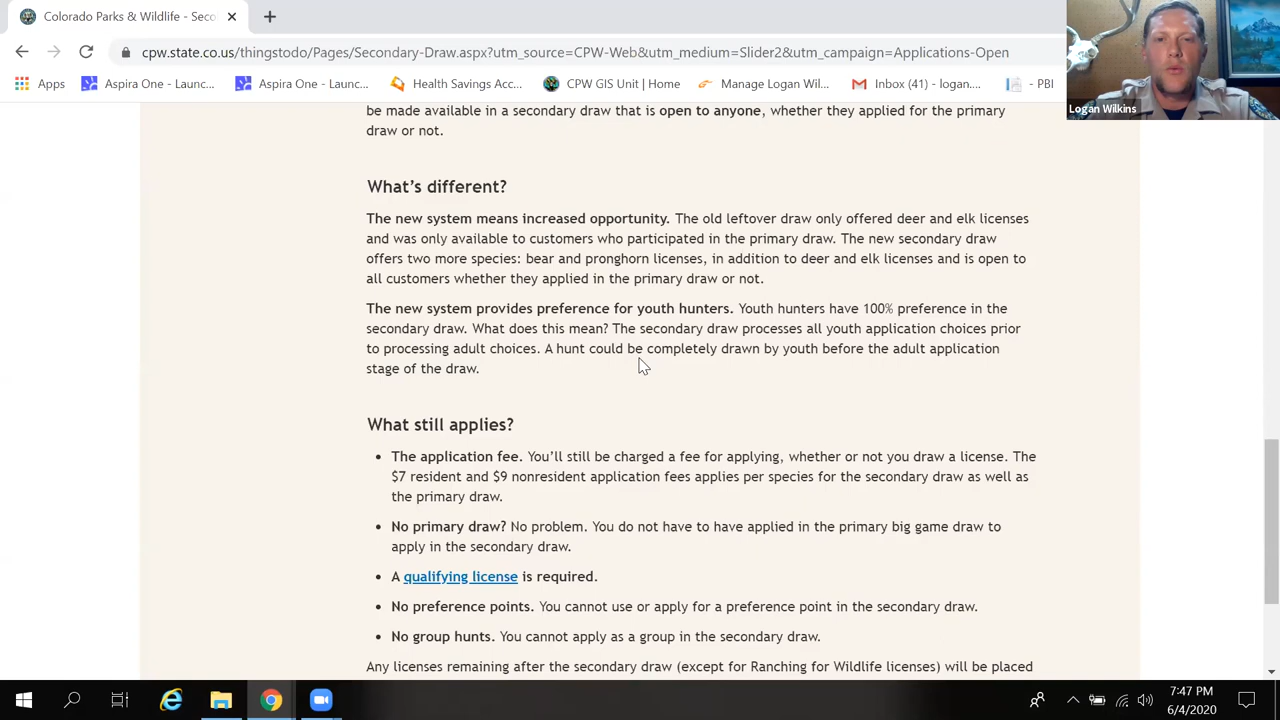 Colorado Parks & Wildlife - Seco
cpw.state.co.us/thingstodo/Pages/Secondary-Draw.aspx?utm_source=CPW-Web&utm_medium=Slider2&utm_campaign=Applications-Open
Apps Aspira One - Launc... Aspira One - Launc... Health Savings Acc... CPW GIS Unit | Home Manage Logan Wil... Inbox (41) - logan.... - PBI
Logan Wilkins
be made available in a secondary draw that is open to anyone, whether they applied for the primary
draw or not.
What's different?
The new system means increased opportunity. The old leftover draw only offered deer and elk licenses
and was only available to customers who participated in the primary draw. The new secondary draw
offers two more species: bear and pronghorn licenses, in addition to deer and elk licenses and is open to
all customers whether they applied in the primary draw or not.
The new system provides preference for youth hunters. Youth hunters have 100% preference in the
secondary draw. What does this mean? The secondary draw processes all youth application choices prior
to processing adult choices. A hunt could be completely drawn by youth before the adult application
stage of the draw.
What still applies?
• The application fee. You'll still be charged a fee for applying, whether or not you draw a license. The
$7 resident and $9 nonresident application fees applies per species for the secondary draw as well as
the primary draw.
• No primary draw? No problem. You do not have to have applied in the primary big game draw to
apply in the secondary draw.
• A qualifying license is required.
• No preference points. You cannot use or apply for a preference point in the secondary draw.
• No group hunts. You cannot apply as a group in the secondary draw.
Any licenses remaining after the secondary draw (except for Ranching for Wildlife licenses) will be placed
7:47 PM
6/4/2020